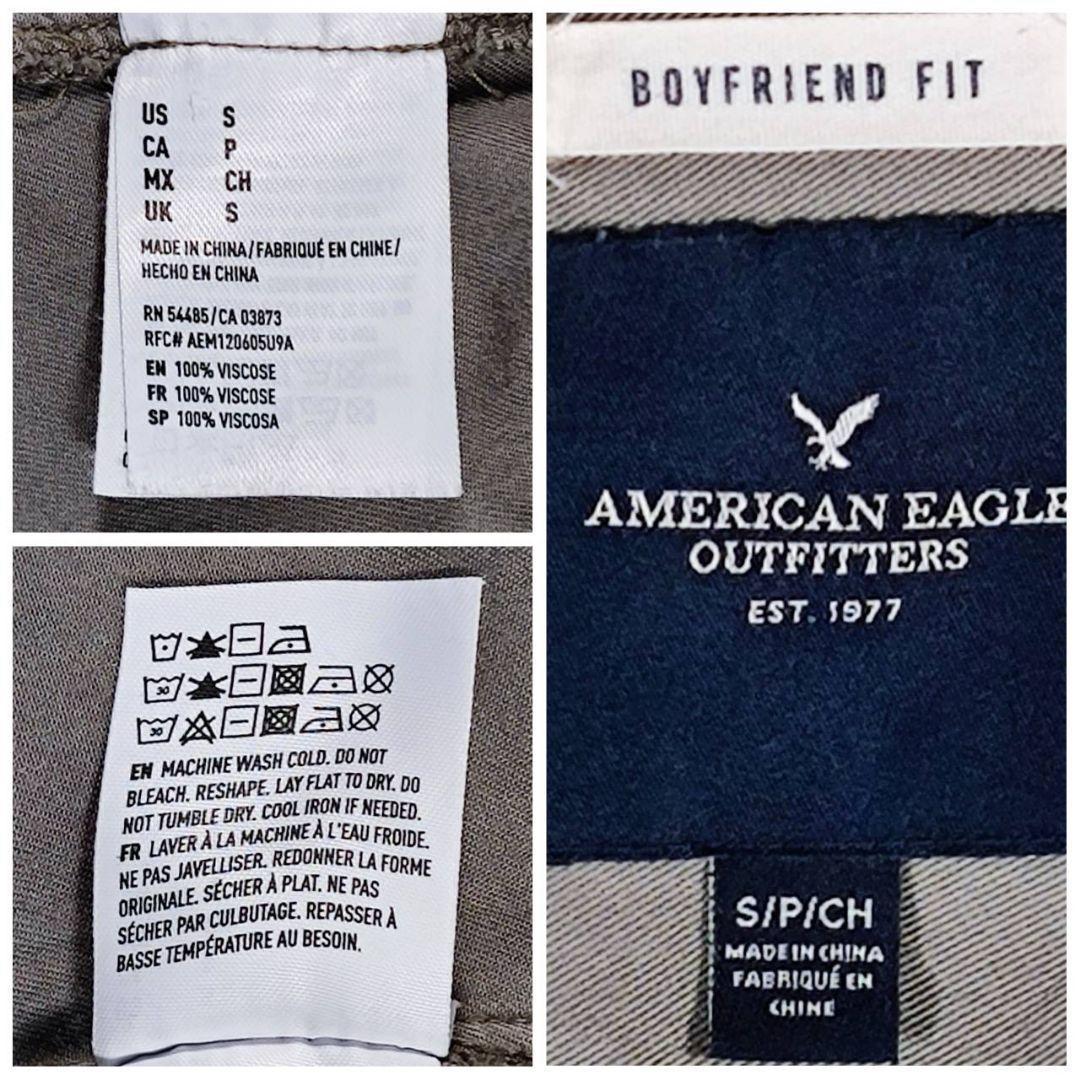 US S
CA P
MX CH
UK S
MADE IN CHINA/FABRIQUÉ EN CHINE/
HECHO EN CHINA
RN 54485/CA 03873
RFC# AEM120605U9A
EN 100% VISCOSE
FR 100% VISCOSE
SP 100% VISCOSA
30
30
EN MACHINE WASH COLD. DO NOT
BLEACH. RESHAPE. LAY FLAT TO DRY. DO
NOT TUMBLE DRY. COOL IRON IF NEEDED.
FR LAVER À LA MACHINE À L'EAU FROIDE.
NE PAS JAVELLISER. REDONNER LA FORME
ORIGINALE. SÉCHER À PLAT. NE PAS
SÉCHER PAR CULBUTAGE. REPASSER À
BASSE TEMPÉRATURE AU BESOIN.
BOYFRIEND FIT
AMERICAN EAGLE
OUTFITTERS
EST. 1977
S/P/CH
MADE IN CHINA
FABRIQUÉ EN
CHINE